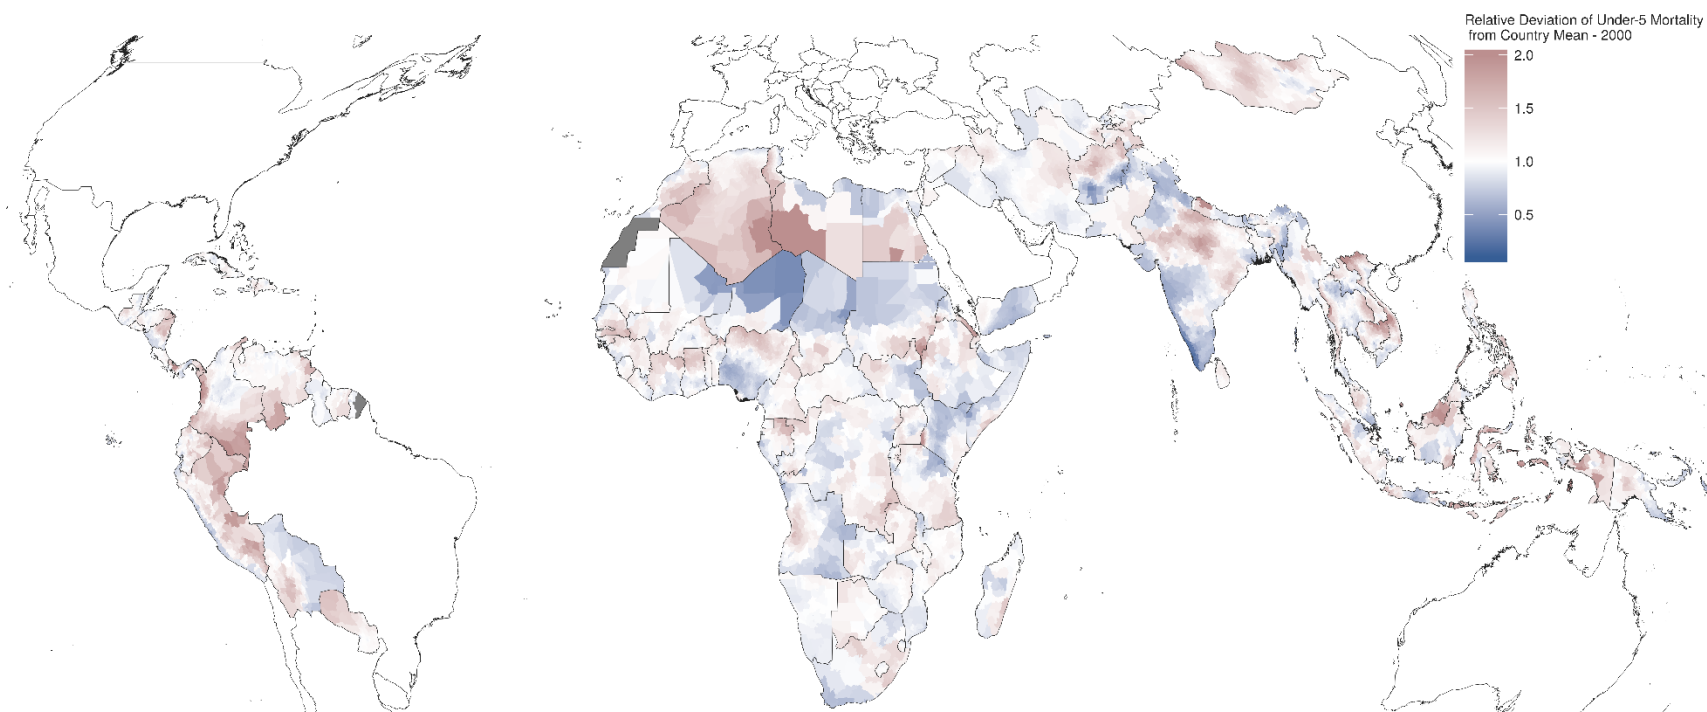 Relative Deviation of Under-5 Mortality
from Country Mean - 2000
2.0
1.5
1.0
0.5